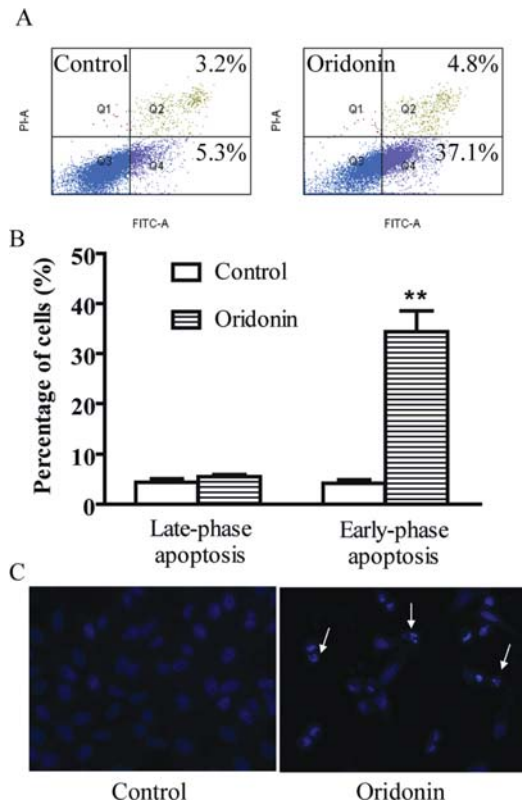 A
Control 3.2%
Q1 Q2
Q3 Q4 5.3%
PI-A
FITC-A
Oridonin 4.8%
Q1 Q2
Q3 Q4 37.1%
PI-A
FITC-A
B
Percentage of cells (%)
50
40
30
20
10
0
Control
Oridonin
**
Late-phase
apoptosis
Early-phase
apoptosis
C
Control
Oridonin